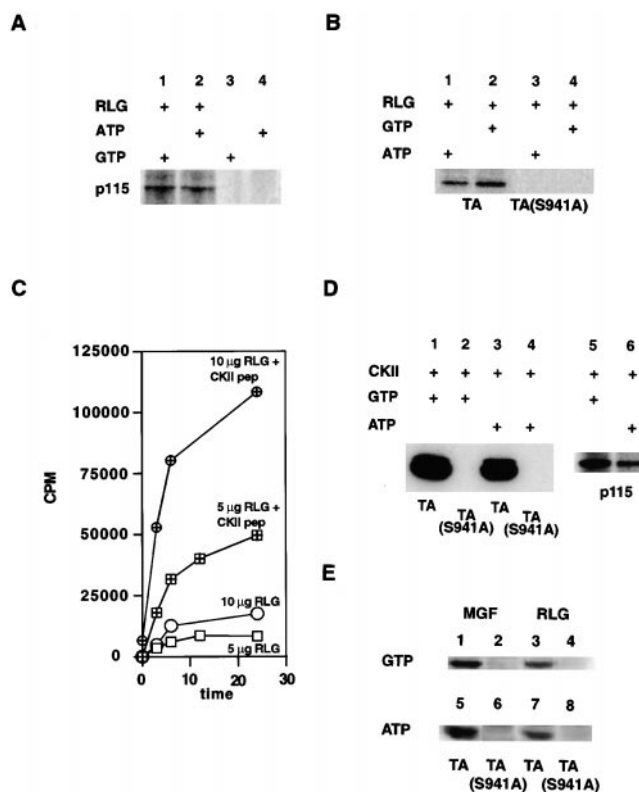 A
1 2 3 4
RLG + +
ATP + +
GTP + +
p115
B
1 2 3 4
RLG + + + +
GTP + +
ATP + +
TA TA(S941A)
C
125000
100000
75000
50000
25000
0
CPM
10 µg RLG +
CKII pep
5 µg RLG +
CKII pep
10 µg RLG
5 µg RLG
0 10 20 30
time
D
1 2 3 4 5 6
CKII + + + + + +
GTP + + +
ATP + + +
TA TA (S941A) TA TA (S941A)
p115
E
MGF RLG
1 2 3 4
GTP
5 6 7 8
ATP
TA TA (S941A) TA TA (S941A)